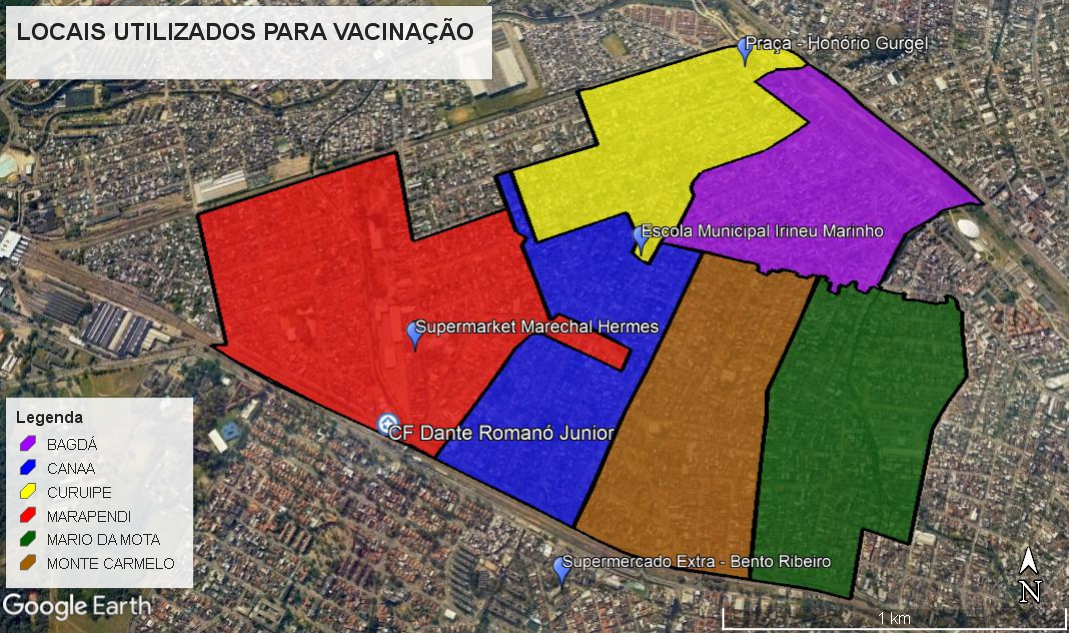 LOCAIS UTILIZADOS PARA VACINAÇÃO
Praça - Honório Gurgel
Escola Municipal Irineu Marinho
Supermarket Marechal Hermes
CF Dante Romanó Junior
Supermercado Extra - Bento Ribeiro
Legenda
BAGDÁ
CANAA
CURUIPE
MARAPENDI
MARIO DA MOTA
MONTE CARMELO
Google Earth
N
1 km